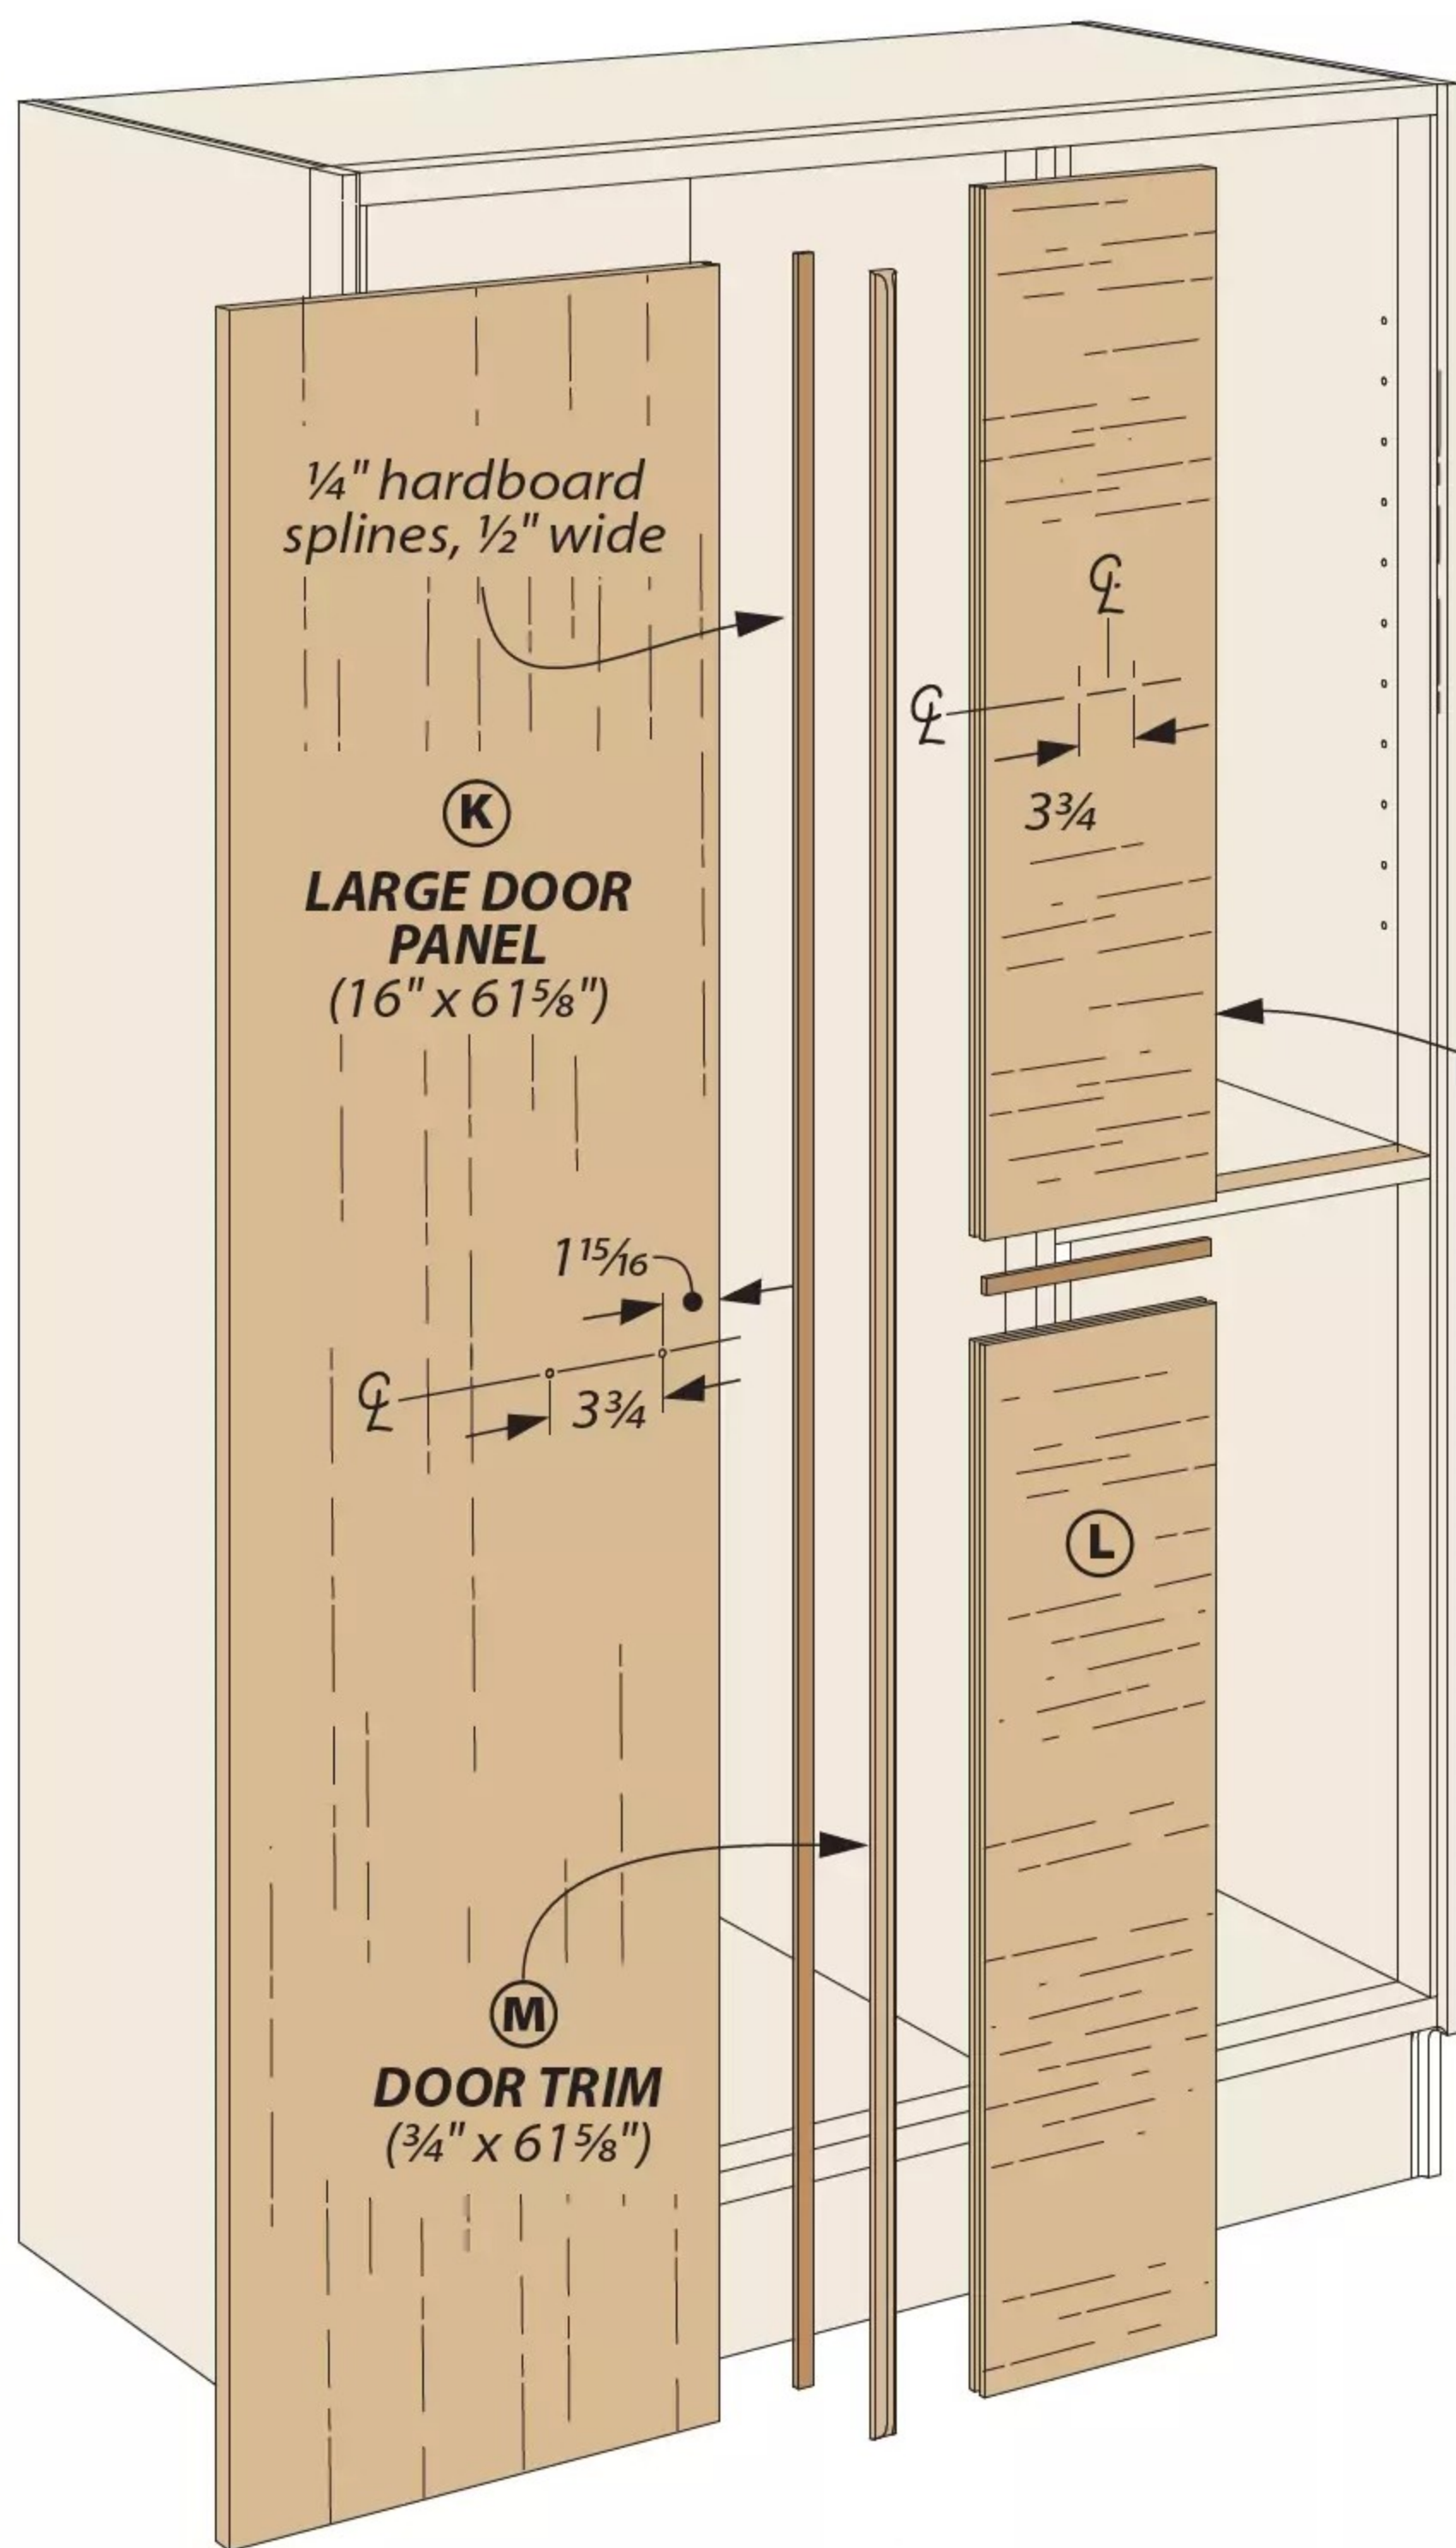 ¼" hardboard
splines, ½" wide
℄
℄
3¾
K
LARGE DOOR
PANEL
(16" x 61⅝")
1 15⁄16
℄
3¾
L
M
DOOR TRIM
(¾" x 61⅝")